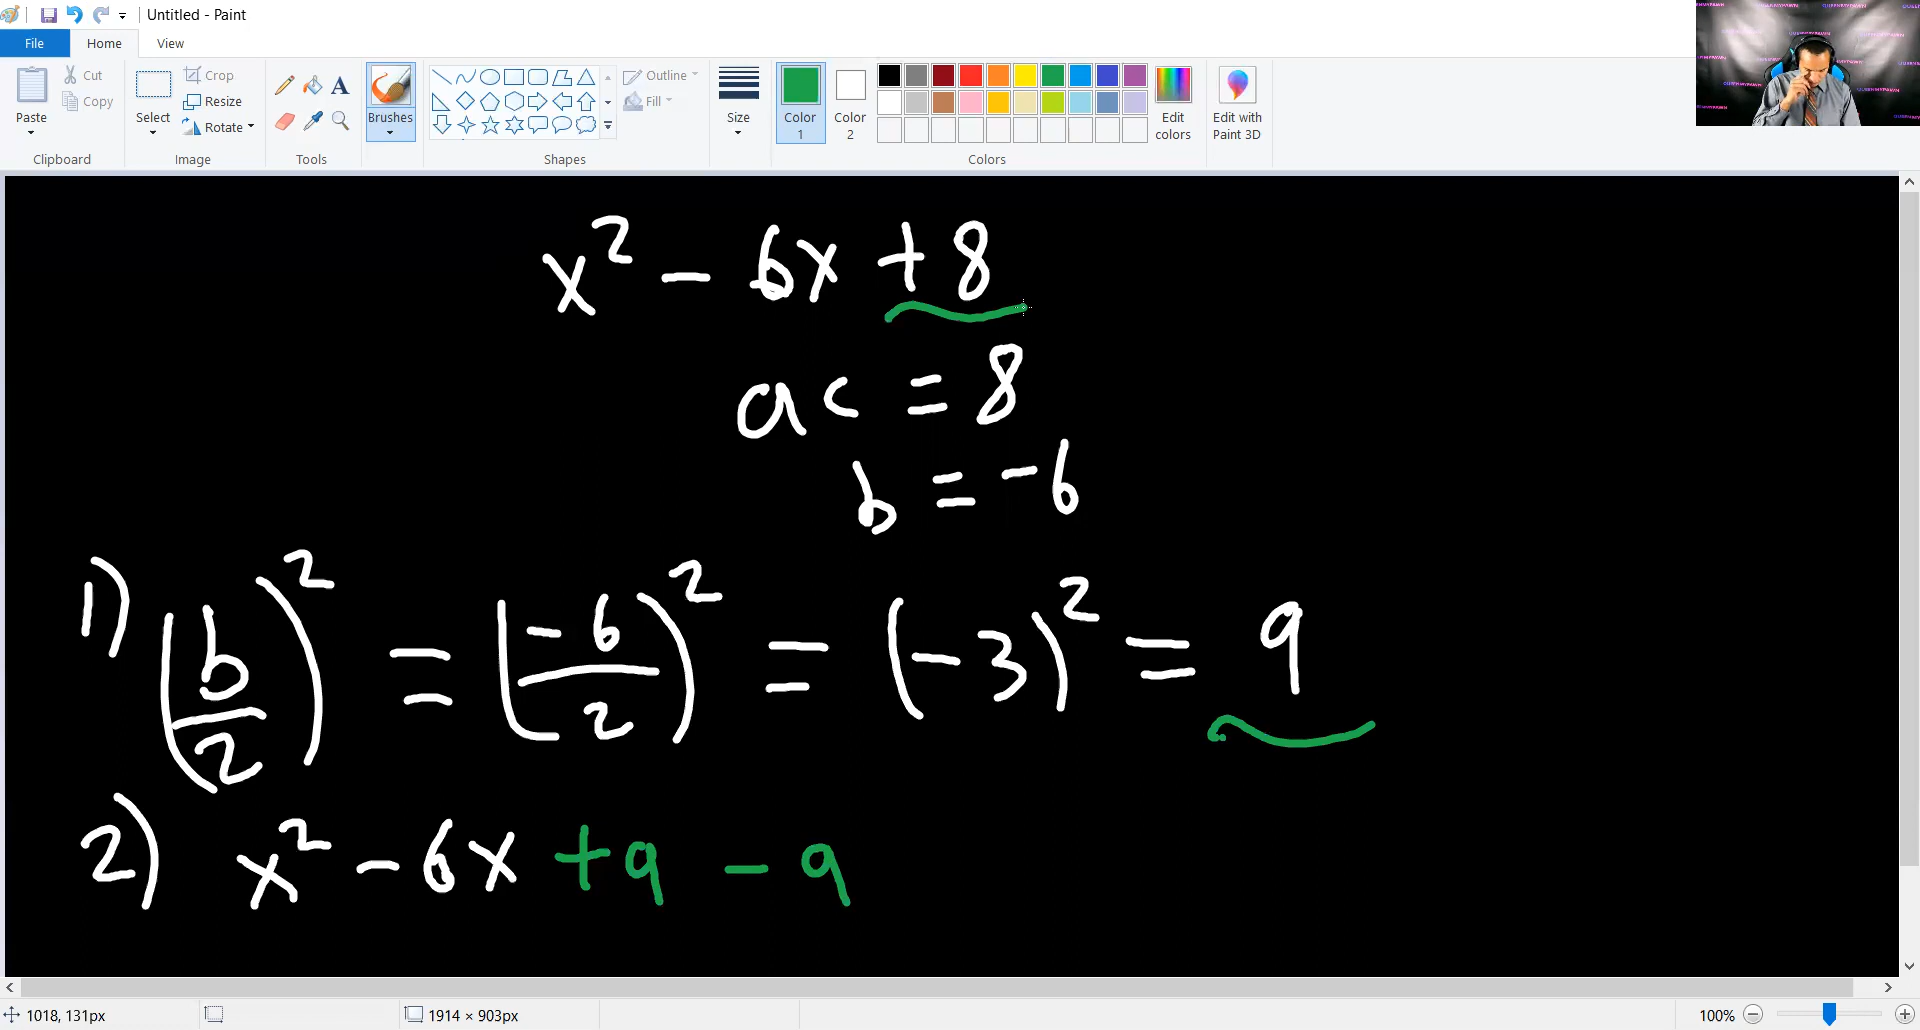 Untitled - Paint
File Home View
Paste
Cut
Copy
Clipboard
Select
Crop
Resize
Rotate
Image
A
Tools
Brushes
Outline
Fill
Shapes
Size
Color 1
Color 2
Edit colors
Colors
Edit with Paint 3D
x² - 6x + 8
ac = 8
b = -6
1) (b/2)² = (-6/2)² = (-3)² = 9
2) x² - 6x + 9 - 9
1018, 131px
1914 × 903px
100%